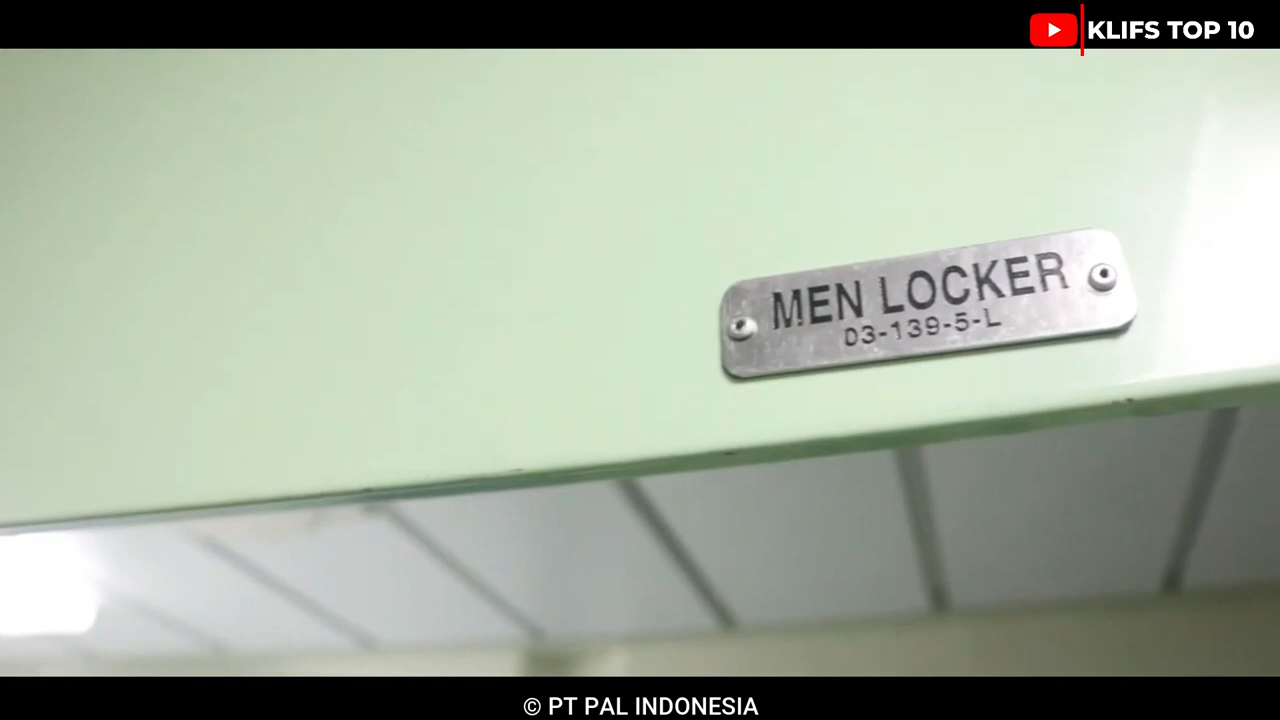 KLIFS TOP 10
MEN LOCKER
03-139-5-L
© PT PAL INDONESIA